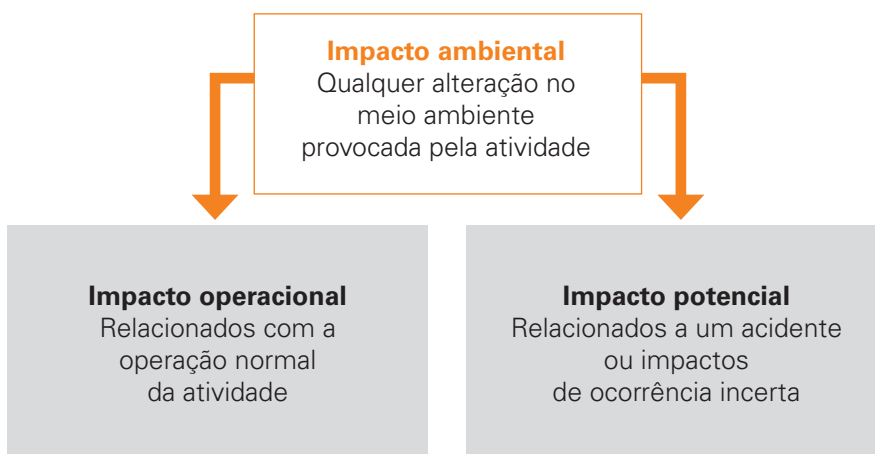 Impacto ambiental
Qualquer alteração no
meio ambiente
provocada pela atividade
Impacto operacional
Relacionados com a
operação normal
da atividade
Impacto potencial
Relacionados a um acidente
ou impactos
de ocorrência incerta